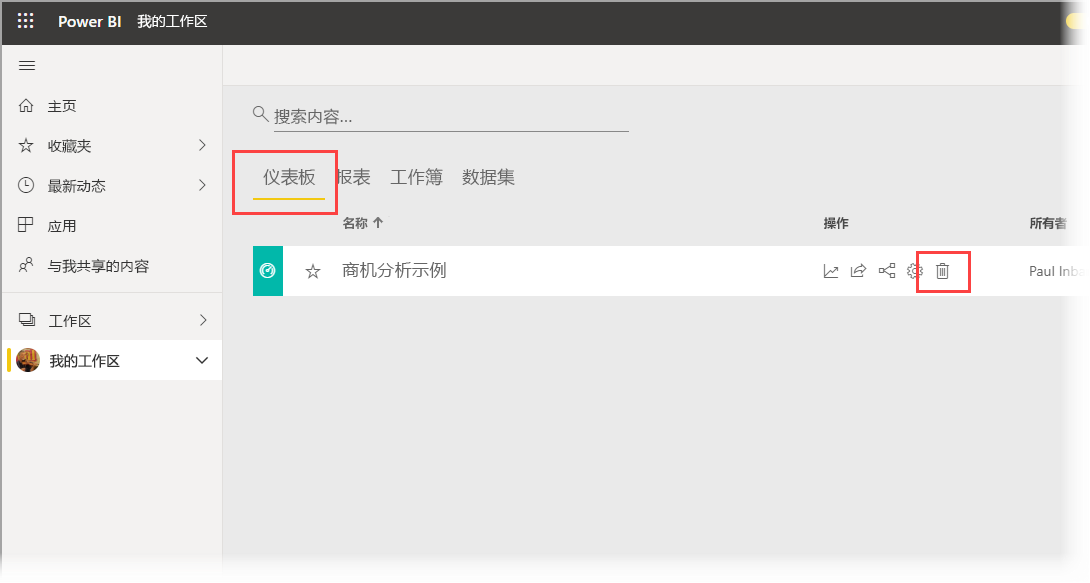 Power BI 我的工作区
主页
收藏夹
最新动态
应用
与我共享的内容
工作区
我的工作区
搜索内容...
仪表板 报表 工作簿 数据集
名称 操作 所有者
商机分析示例 Paul Inba